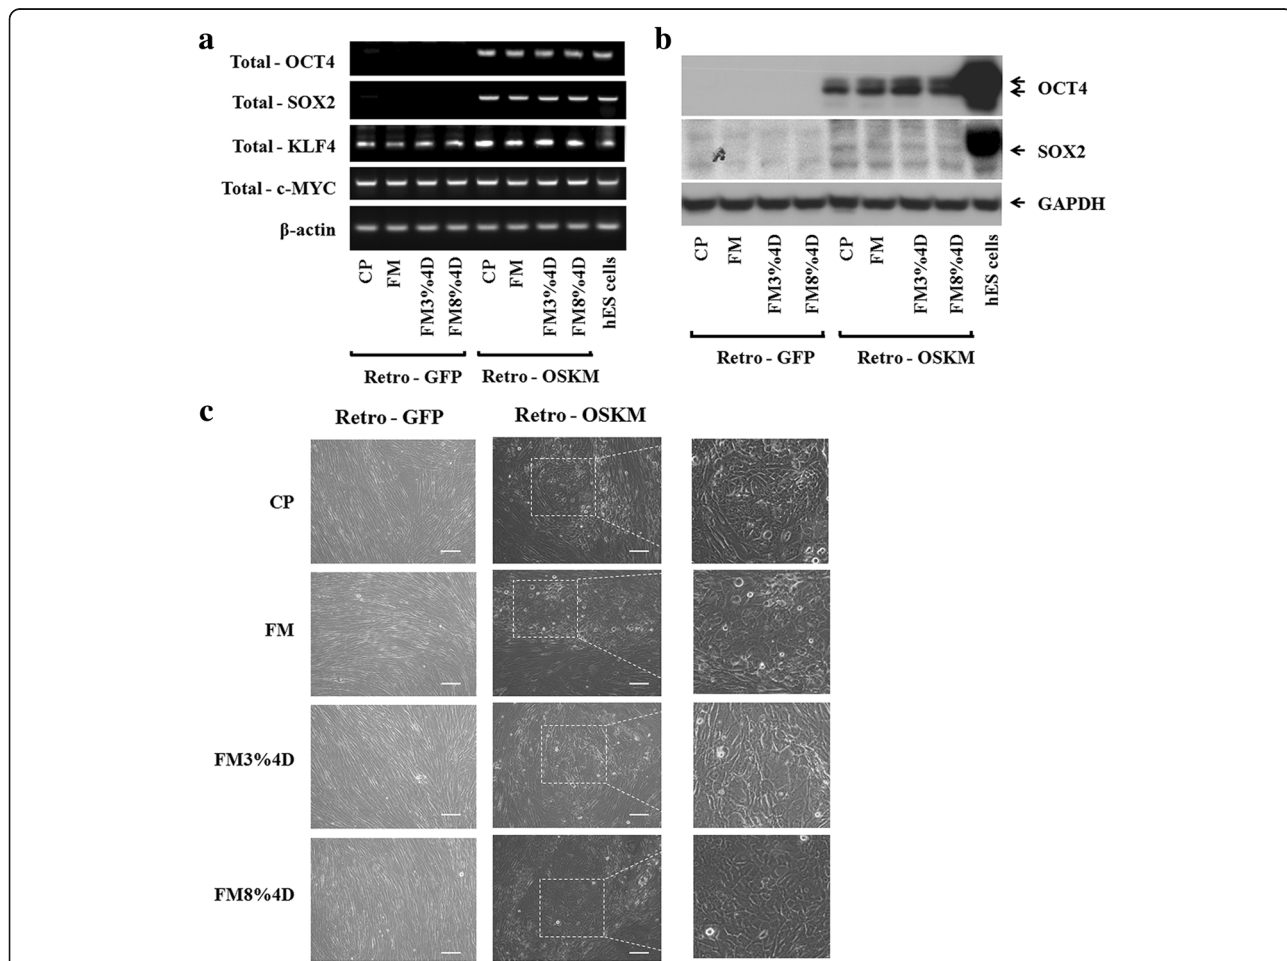 a
Total - OCT4
Total - SOX2
Total - KLF4
Total - c-MYC
β-actin
CP
FM
FM3%4D
FM8%4D
CP
FM
FM3%4D
FM8%4D
hES cells
Retro - GFP
Retro - OSKM
b
OCT4
SOX2
GAPDH
CP
FM
FM3%4D
FM8%4D
CP
FM
FM3%4D
FM8%4D
hES cells
Retro - GFP
Retro - OSKM
c
Retro - GFP
Retro - OSKM
CP
FM
FM3%4D
FM8%4D